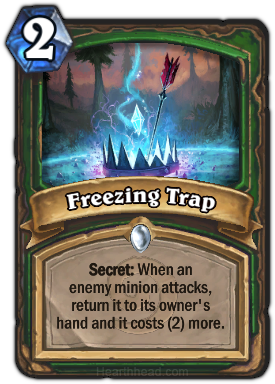 2
Freezing Trap
Secret: When an
enemy minion attacks,
return it to its owner's
hand and it costs (2) more.
Hearthhead.com